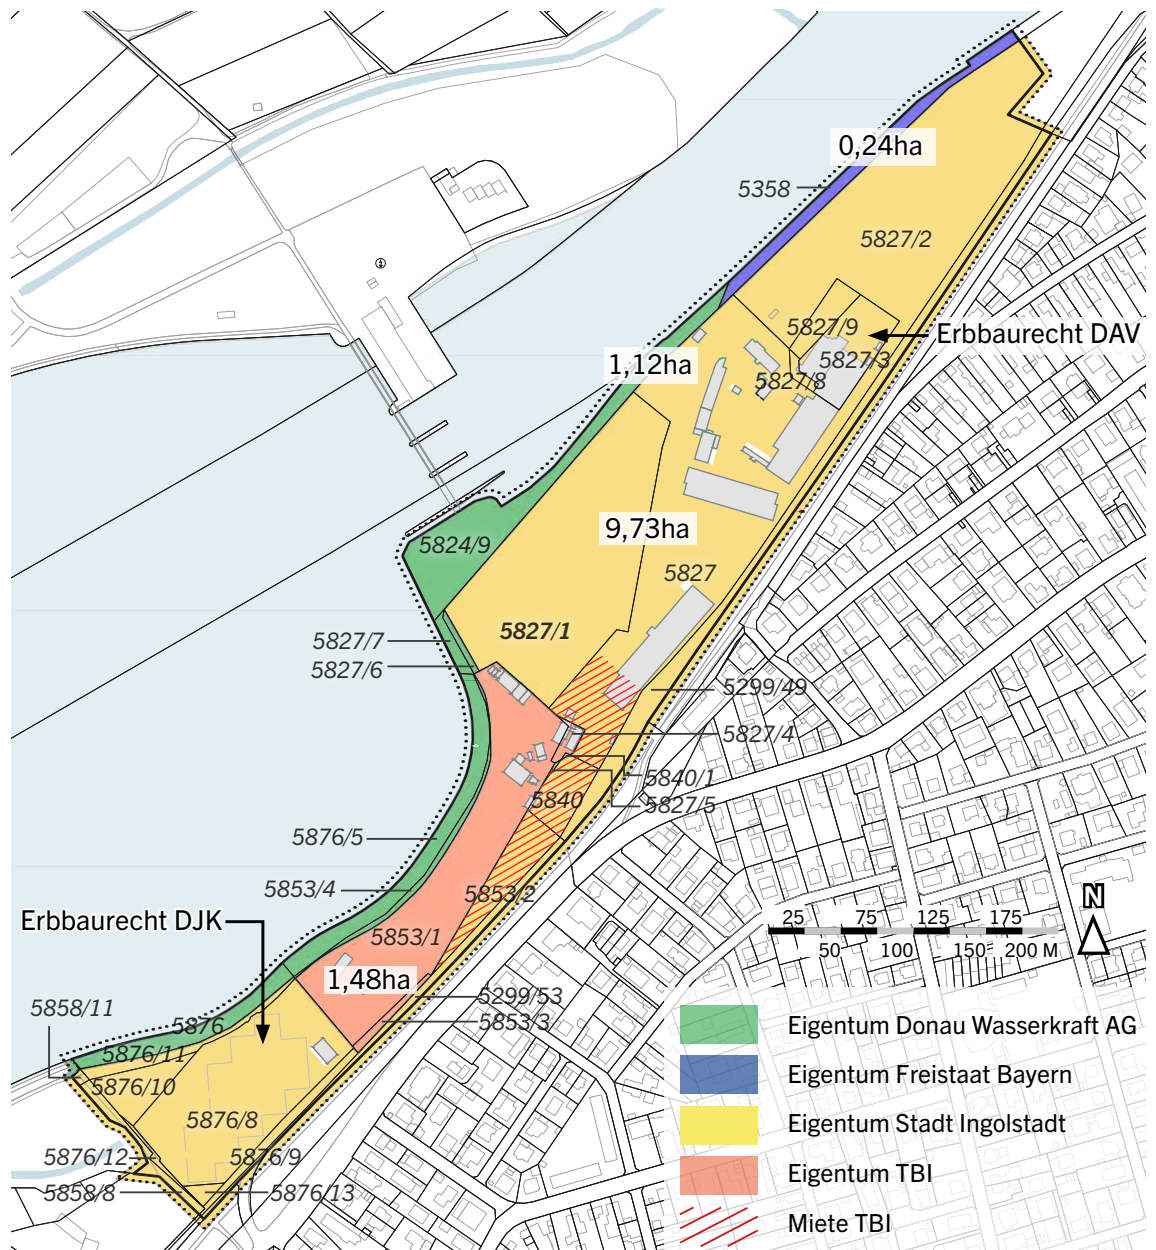 0,24ha
5358
5827/2
5827/9
Erbbaurecht DAV
5827/3
1,12ha
5827/8
9,73ha
5824/9
5827
5827/1
5827/7
5827/6
5299/49
5827/4
5840/1
5840
5827/5
5876/5
5853/4
5853/2
Erbbaurecht DJK
5853/1
1,48ha
5299/53
5858/11
5853/3
5876
5876/11
5876/10
5876/8
5876/12
5876/9
5858/8
5876/13
N
25 75 125 175
50 100 150 200 M
Eigentum Donau Wasserkraft AG
Eigentum Freistaat Bayern
Eigentum Stadt Ingolstadt
Eigentum TBI
Miete TBI